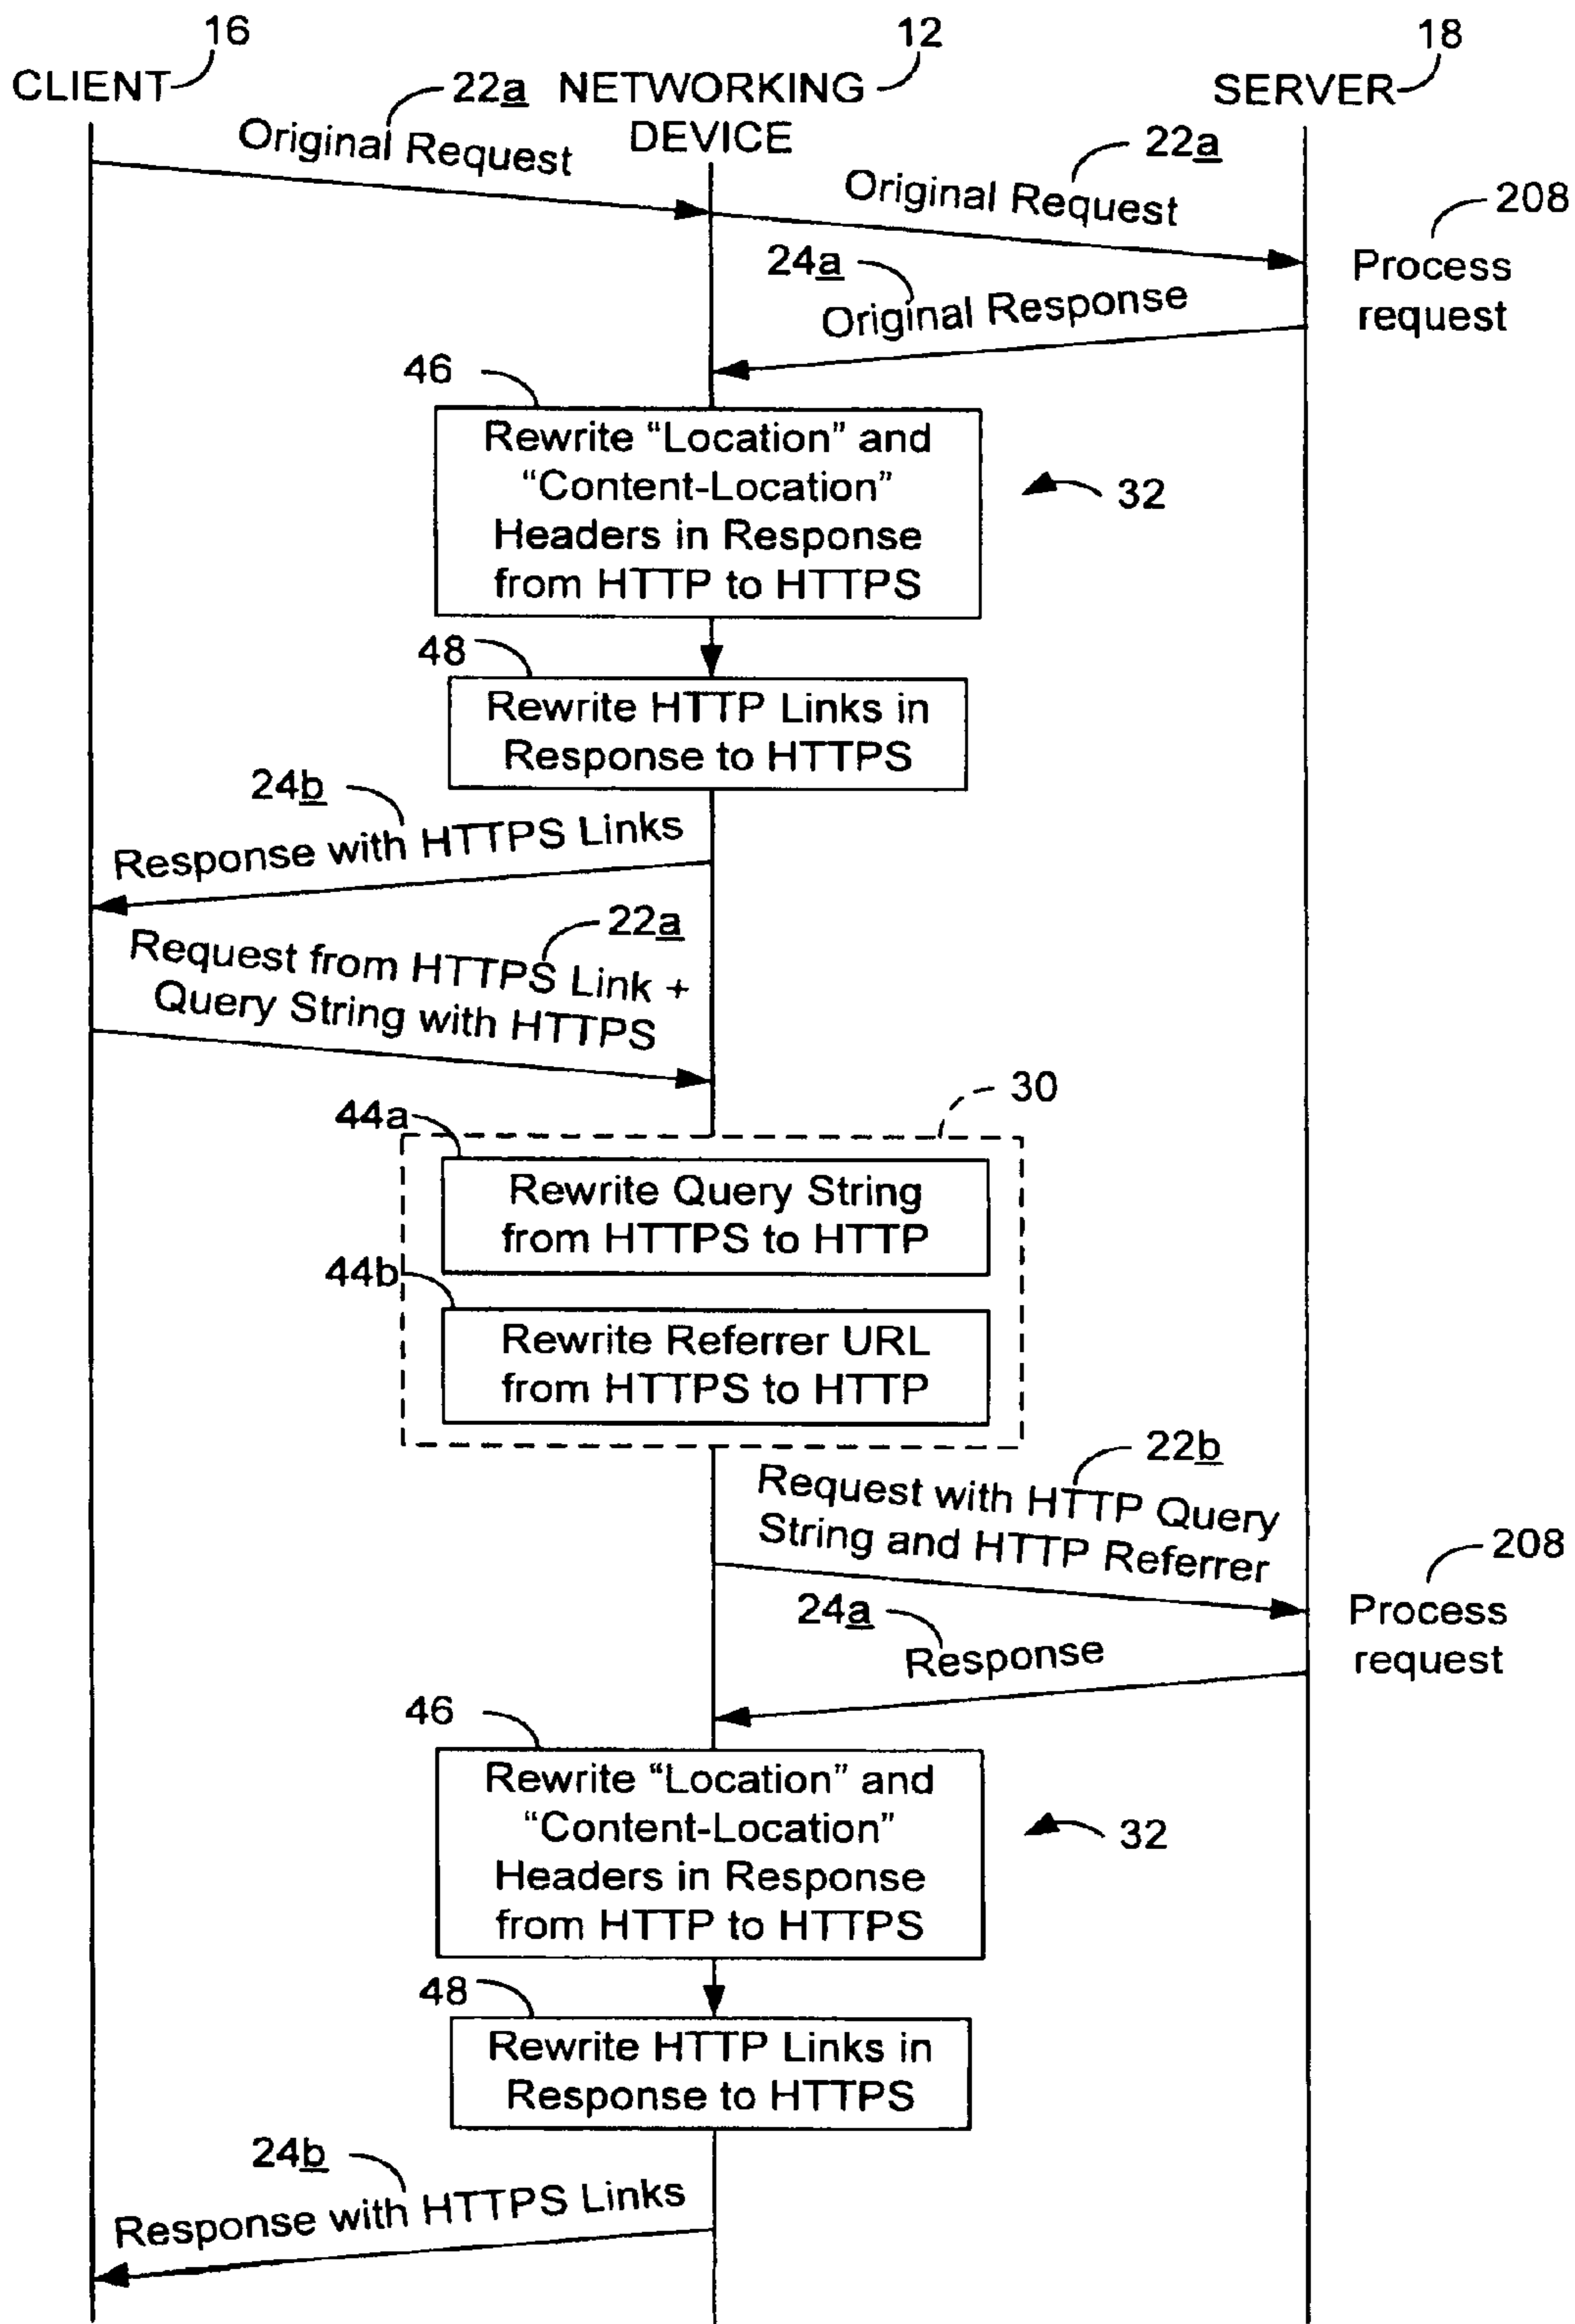 16
12
18
CLIENT
22a
NETWORKING
DEVICE
SERVER
Original Request
22a
Original Request
208
Process
request
24a
Original Response
46
Rewrite “Location” and
“Content-Location”
Headers in Response
from HTTP to HTTPS
32
48
Rewrite HTTP Links in
Response to HTTPS
24b
Response with HTTPS Links
22a
Request from HTTPS Link +
Query String with HTTPS
30
44a
Rewrite Query String
from HTTPS to HTTP
44b
Rewrite Referrer URL
from HTTPS to HTTP
22b
Request with HTTP Query
String and HTTP Referrer
208
Process
request
24a
Response
46
Rewrite “Location” and
“Content-Location”
Headers in Response
from HTTP to HTTPS
32
48
Rewrite HTTP Links in
Response to HTTPS
24b
Response with HTTPS Links